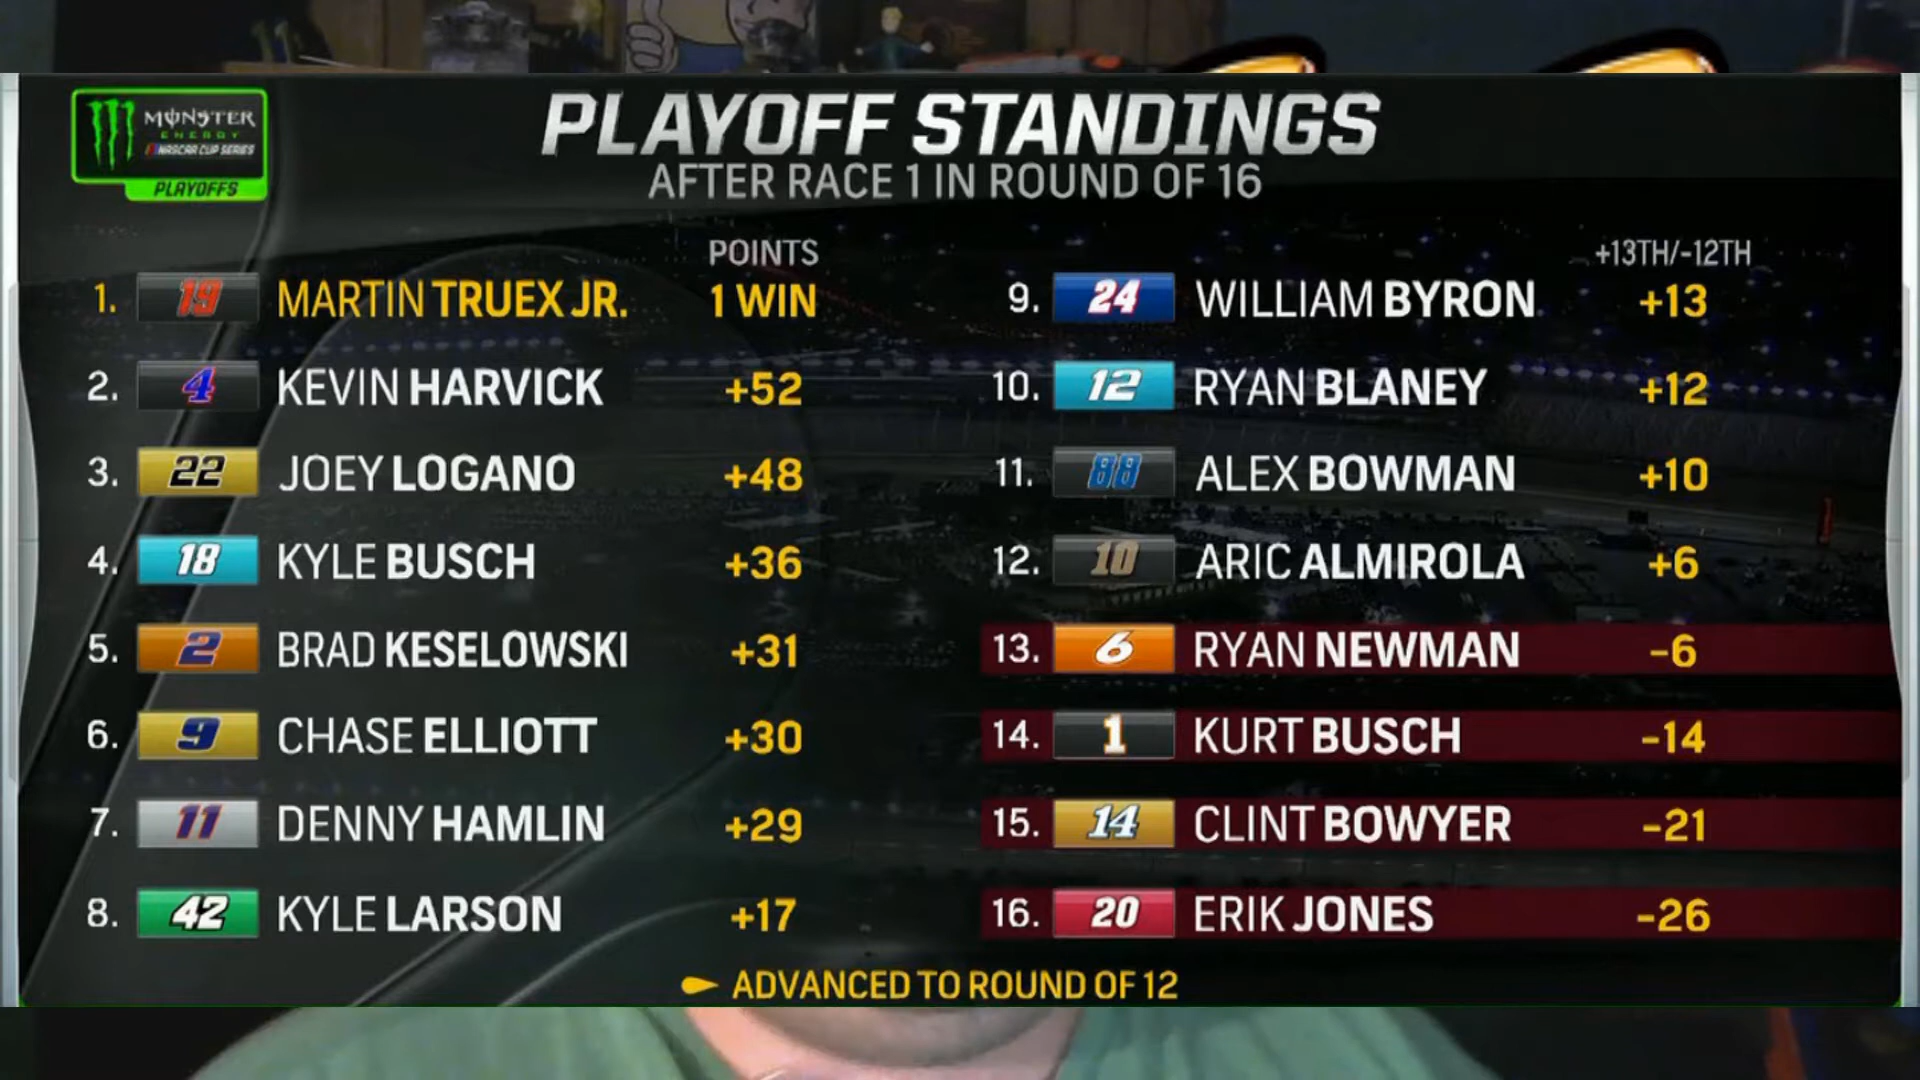 MONSTER
ENERGY
NASCAR CUP SERIES
PLAYOFFS
PLAYOFF STANDINGS
AFTER RACE 1 IN ROUND OF 16
POINTS
1. 19 MARTIN TRUEX JR. 1 WIN
2. 4 KEVIN HARVICK +52
3. 22 JOEY LOGANO +48
4. 18 KYLE BUSCH +36
5. 2 BRAD KESELOWSKI +31
6. 9 CHASE ELLIOTT +30
7. 11 DENNY HAMLIN +29
8. 42 KYLE LARSON +17
+13TH/-12TH
9. 24 WILLIAM BYRON +13
10. 12 RYAN BLANEY +12
11. 88 ALEX BOWMAN +10
12. 10 ARIC ALMIROLA +6
13. 6 RYAN NEWMAN -6
14. 1 KURT BUSCH -14
15. 14 CLINT BOWYER -21
16. 20 ERIK JONES -26
ADVANCED TO ROUND OF 12